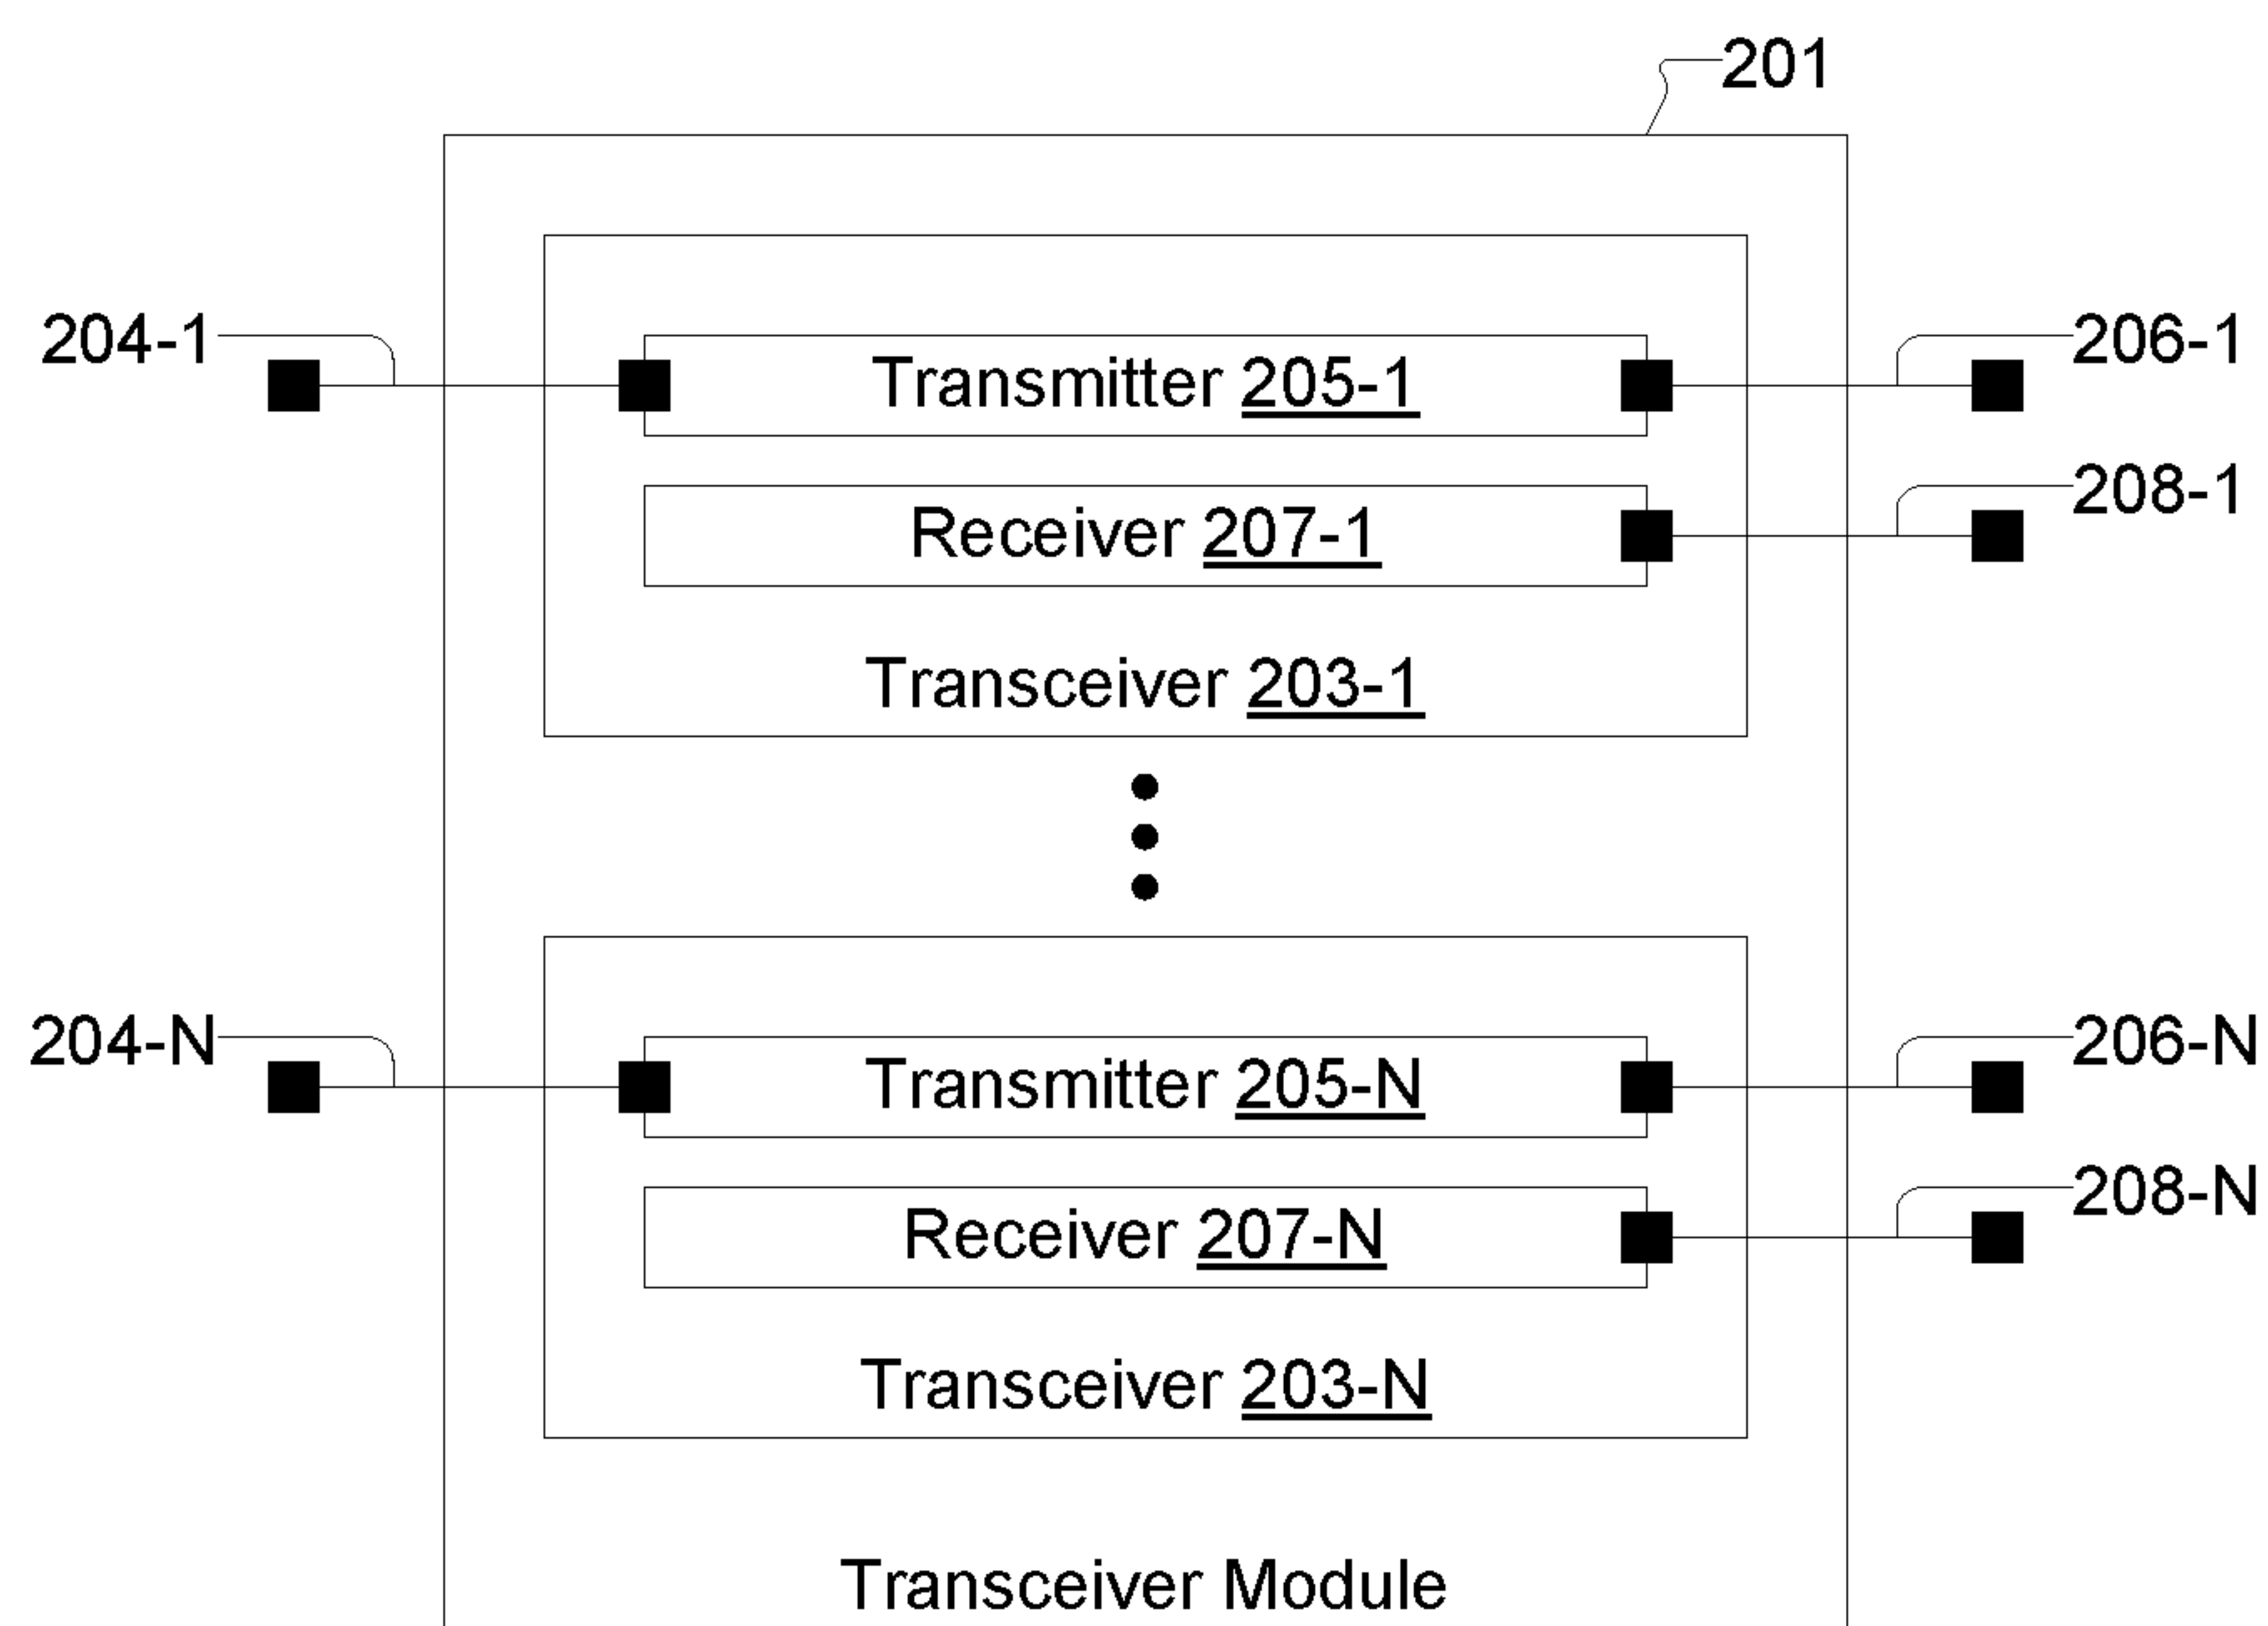 201
204-1
Transmitter 205-1
206-1
Receiver 207-1
208-1
Transceiver 203-1
204-N
Transmitter 205-N
206-N
Receiver 207-N
208-N
Transceiver 203-N
Transceiver Module